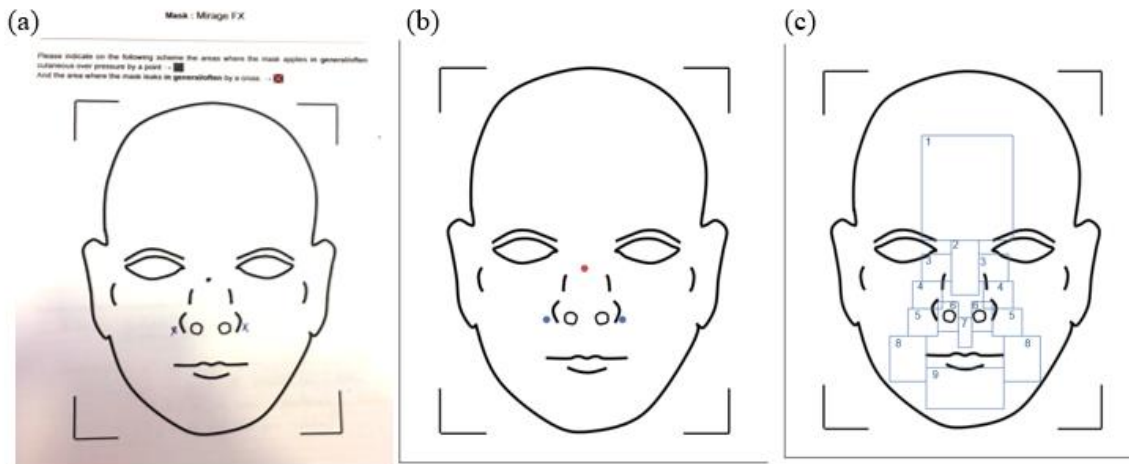 (a)
Mask : Mirage FX
Please indicate on the following scheme the areas where the mask applies in general/often
cutaneous over pressure by a point →
And the area where the mask leaks in general/often by a cross →
(b)
(c)
1
2
3 3
4 4
6 6
5 5
7
8 8
9